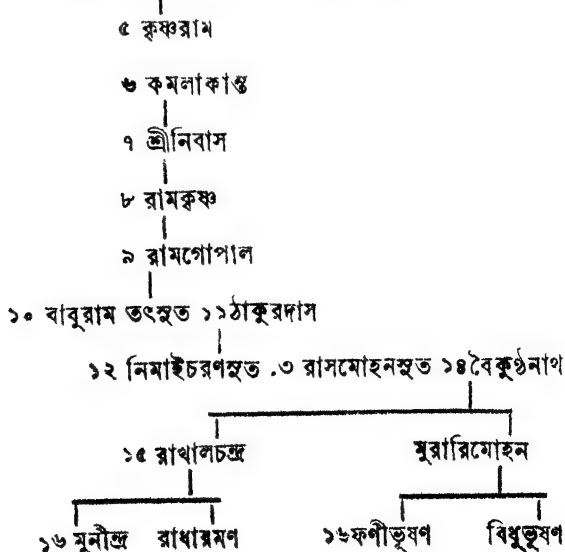 ৫ কৃষ্ণরাম
৬ কমলাকান্ত
৭ শ্রীনিবাস
৮ রামকৃষ্ণ
৯ রামগোপাল
১০ বাবুরাম তৎসুত ১১ঠাকুরদাস
১২ নিমাইচরণসুত .৩ রাসমোহনসুত ১৪বৈকুণ্ঠনাথ
১৫ রাখালচন্দ্র মুরারিমোহন
১৬ মুনীন্দ্র রাধারমণ ১৬ফণীভূষণ বিধুভূষণ